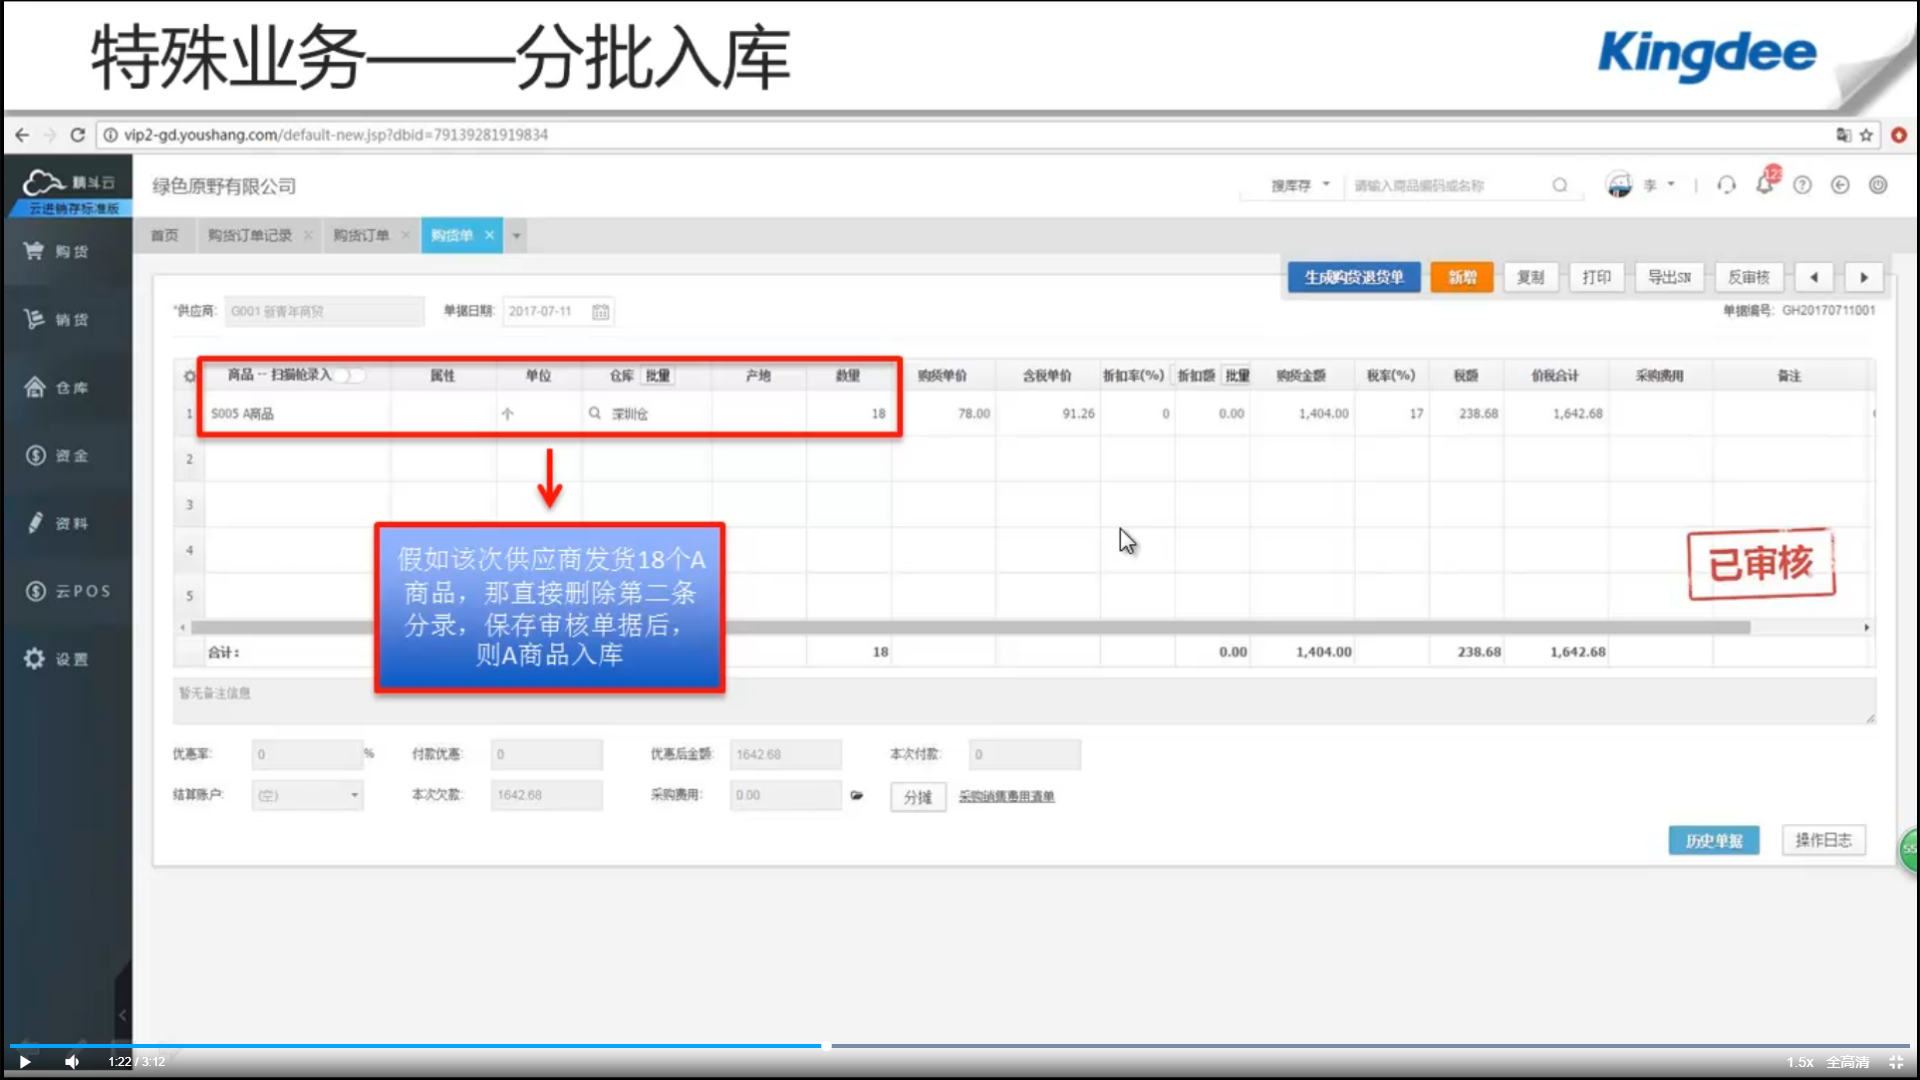 特殊业务——分批入库
Kingdee
vip2-gd.youshang.com/default-new.jsp?dbid=79139281919834
精斗云
云进销存标准版
绿色原野有限公司
搜库存
请输入商品编码或名称
李
购货
销货
仓库
资金
资料
云POS
设置
首页 购货订单记录 购货订单 购货单
生成购货退货单 新增 复制 打印 导出SN 反审核
*供应商: G001 新青年商贸 单据日期: 2017-07-11 单据编号: GH20170711001
商品 -- 扫描枪录入 属性 单位 仓库 批量 产地 数量 购货单价 含税单价 折扣率(%) 折扣额 批量 购货金额 税率(%) 税额 价税合计 采购费用 备注
1 S005 A商品 个 深圳仓 18 78.00 91.26 0 0.00 1,404.00 17 238.68 1,642.68
2
3
4
5
假如该次供应商发货18个A
商品，那直接删除第二条
分录，保存审核单据后，
则A商品入库
已审核
合计: 18 0.00 1,404.00 238.68 1,642.68
暂无备注信息
优惠率: 0 % 付款优惠: 0 优惠后金额: 1642.68 本次付款: 0
结算账户: (空) 本次欠款: 1642.68 采购费用: 0.00 分摊 采购销售费用清单
历史单据 操作日志
55
1:22 / 3:12
1.5x 全高清